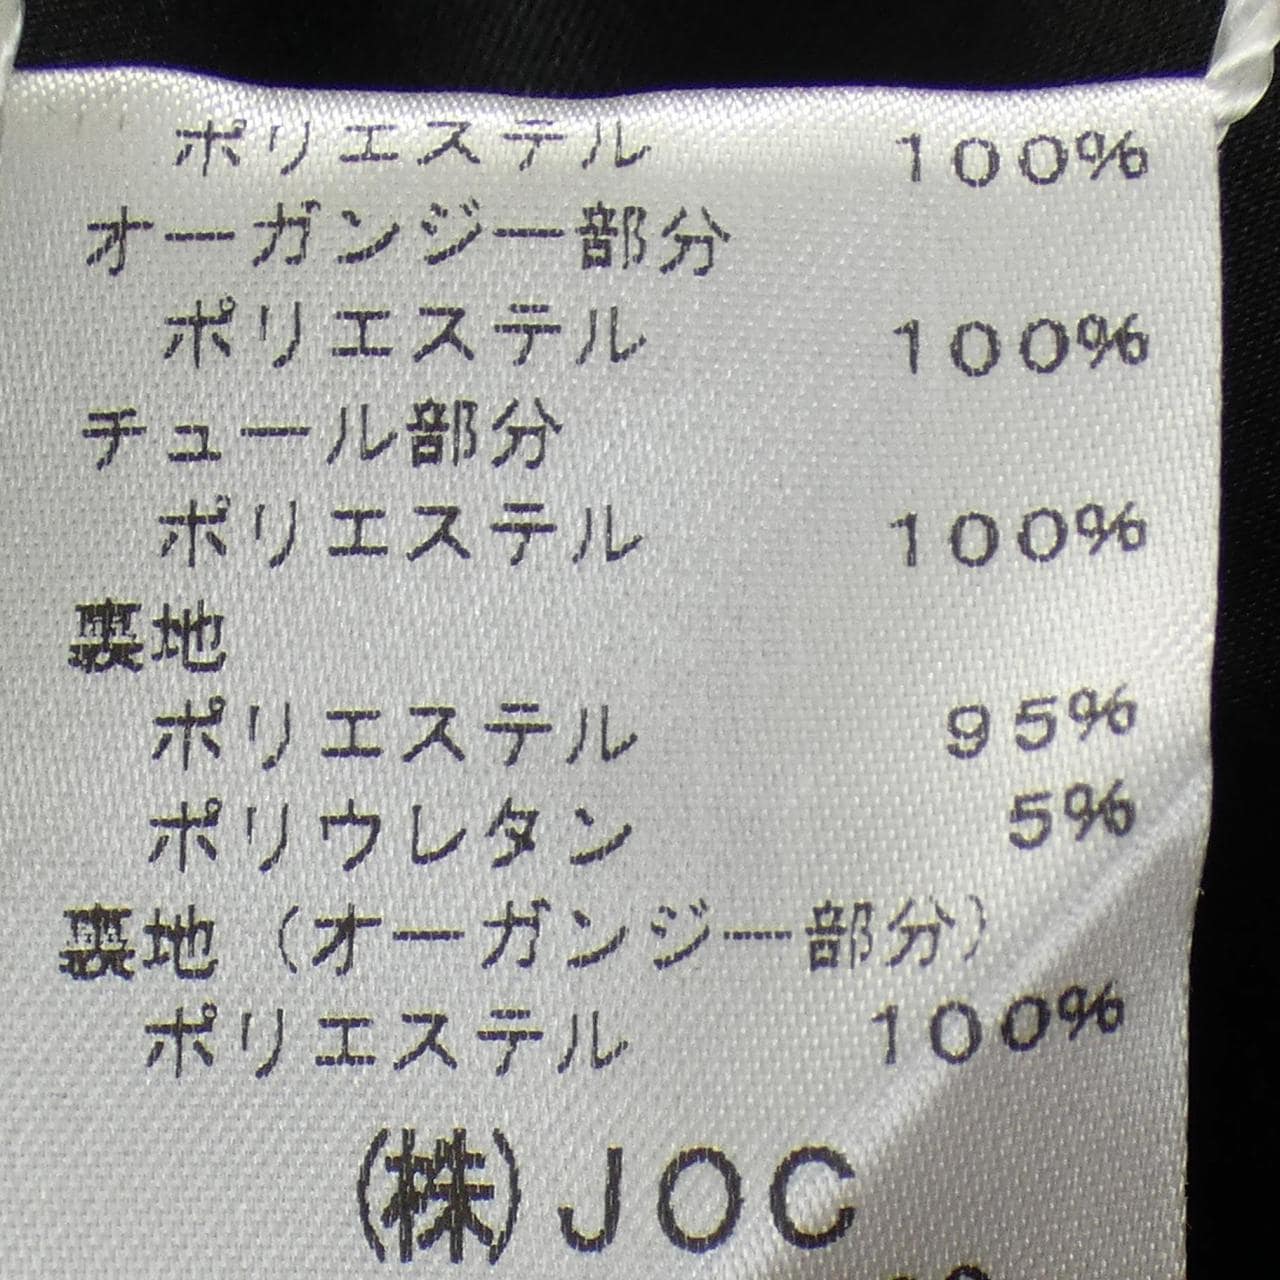 ポリエステル 100%
オーガンジー部分
ポリエステル 100%
チュール部分
ポリエステル 100%
裏地
ポリエステル 95%
ポリウレタン 5%
裏地(オーガンジー部分)
ポリエステル 100%
(株)JOC